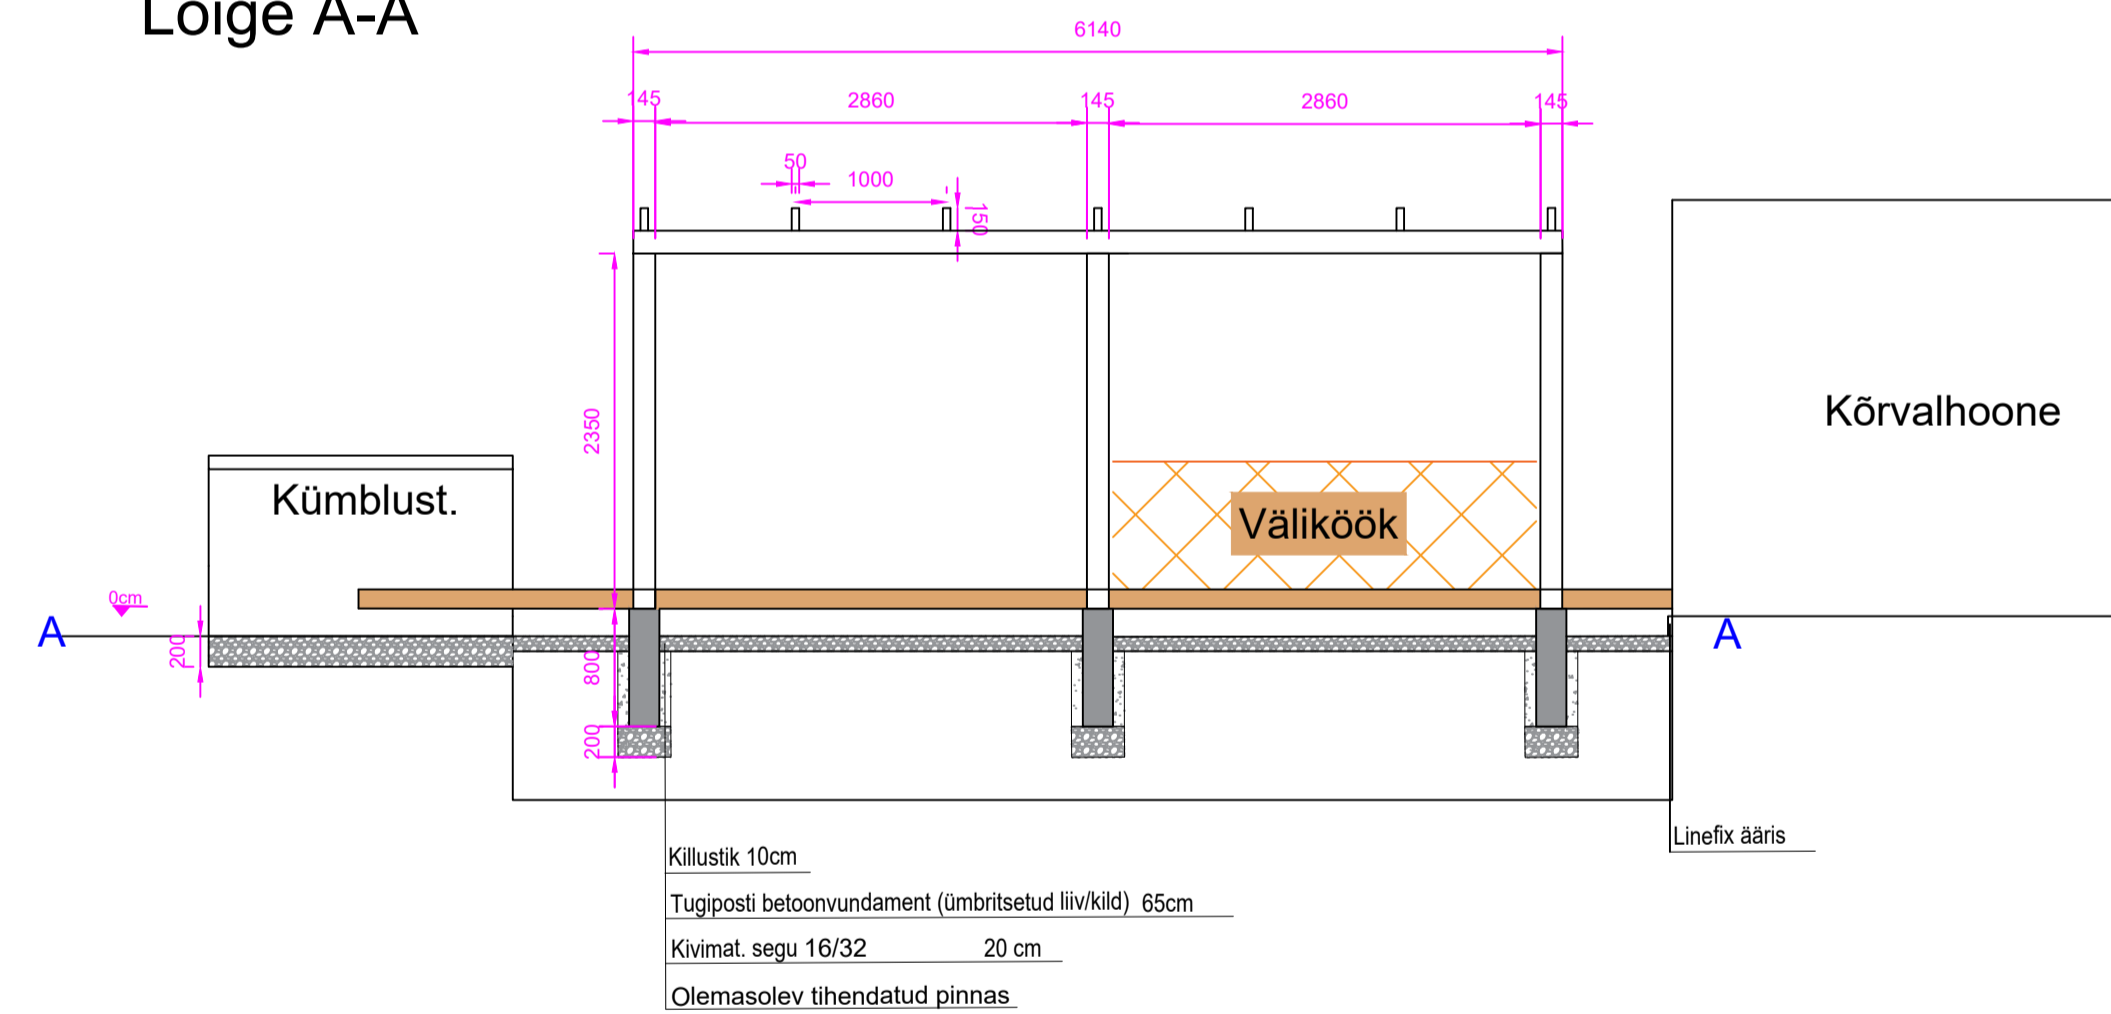 Lõige A-A
6140
145 2860 145 2860 145
50
1000
150
2350
Kõrvalhoone
Kümblust.
Väliköök
0cm
A
A
200
800
200
Linefix ääris
Killustik 10cm
Tugiposti betoonvundament (ümbritsetud liiv/kild) 65cm
Kivimat. segu 16/32 20 cm
Olemasolev tihendatud pinnas